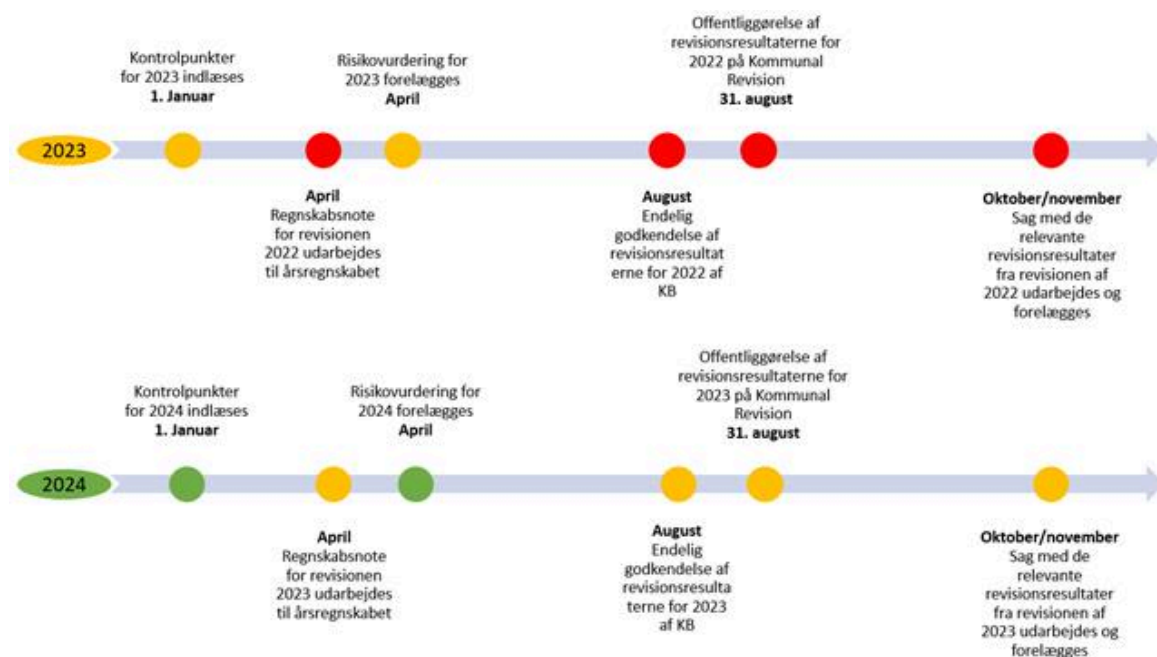 Kontrolpunkter
for 2023 indlæses
1. Januar
Risikovurdering for
2023 forelægges
April
Offentliggørelse af
revisionsresultaterne for
2022 på Kommunal
Revision
31. august
2023
April
Regnskabsnote
for revisionen
2022 udarbejdes
til årsregnskabet
August
Endelig
godkendelse af
revisionsresultat
erne for 2022 af
KB
Oktober/november
Sag med de
relevante
revisionsresultater
fra revisionen af
2022 udarbejdes og
forelægges
Kontrolpunkter
for 2024 indlæses
1. Januar
Risikovurdering for
2024 forelægges
April
Offentliggørelse af
revisionsresultaterne for
2023 på Kommunal
Revision
31. august
2024
April
Regnskabsnote
for revisionen
2023 udarbejdes
til årsregnskabet
August
Endelig
godkendelse af
revisionsresulta
terne for 2023
af KB
Oktober/november
Sag med de
relevante
revisionsresultater
fra revisionen af
2023 udarbejdes og
forelægges